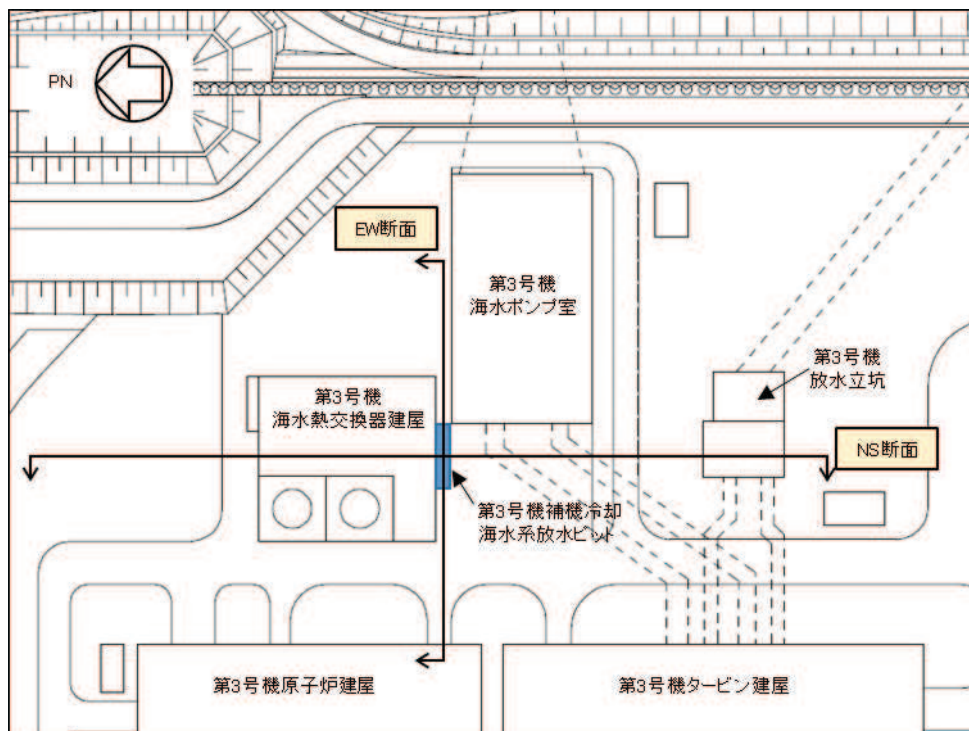 PN
EW断面
第3号機
海水ポンプ室
第3号機
放水立坑
第3号機
海水熱交換器建屋
NS断面
第3号機補機冷却
海水系放水ピット
第3号機原子炉建屋
第3号機タービン建屋